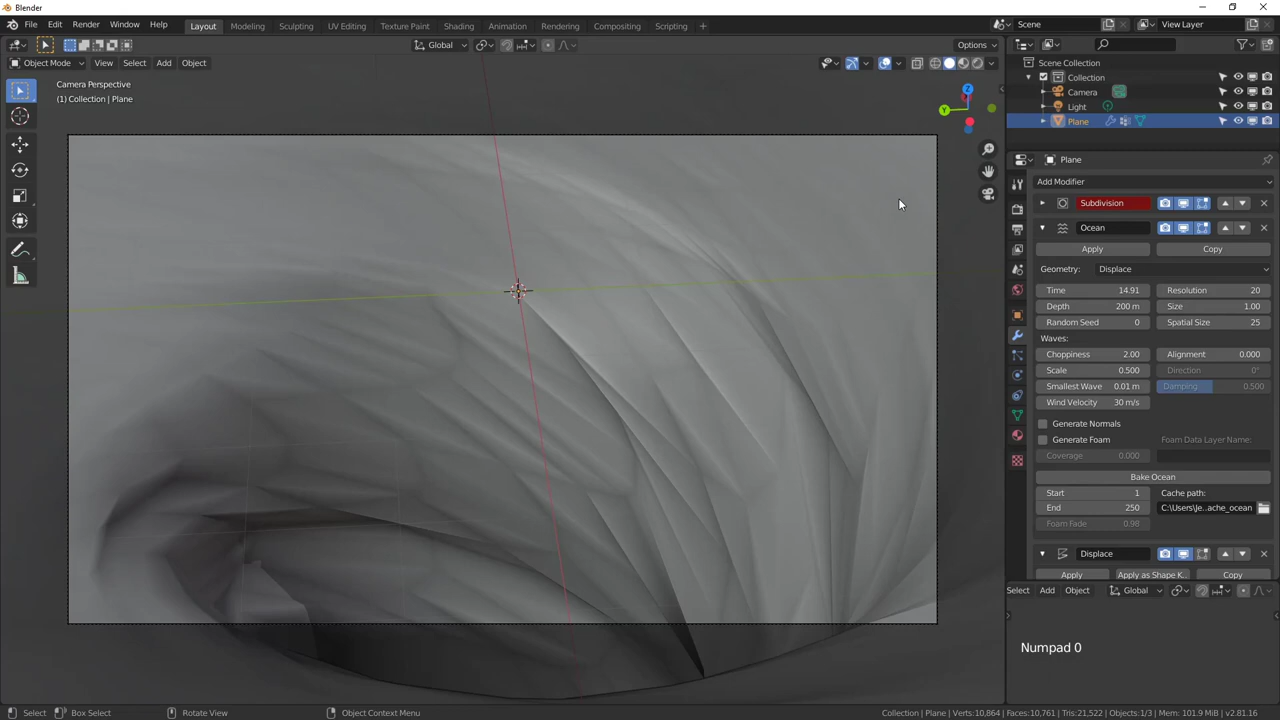 Blender
File Edit Render Window Help
Layout Modeling Sculpting UV Editing Texture Paint Shading Animation Rendering Compositing Scripting +
Scene View Layer
Global Options
Object Mode View Select Add Object
Camera Perspective
(1) Collection | Plane
Z
Y
Scene Collection
Collection
Camera
Light
Plane
Plane
Add Modifier
Subdivision
Ocean
Apply Copy
Geometry: Displace
Time 14.91 Resolution 20
Depth 200 m Size 1.00
Random Seed 0 Spatial Size 25
Waves:
Choppiness 2.00 Alignment 0.000
Scale 0.500 Direction 0°
Smallest Wave 0.01 m Damping 0.500
Wind Velocity 30 m/s
Generate Normals
Generate Foam Foam Data Layer Name:
Coverage 0.000
Bake Ocean
Start 1 Cache path:
End 250 C:\Users\Je..ache_ocean
Foam Fade 0.98
Displace
Apply Apply as Shape K. Copy
Select Add Object Global
Numpad 0
Select Box Select Rotate View Object Context Menu
Collection | Plane | Verts:10,864 | Faces:10,761 | Tris:21,522 | Objects:1/3 | Mem: 101.9 MiB | v2.81.16